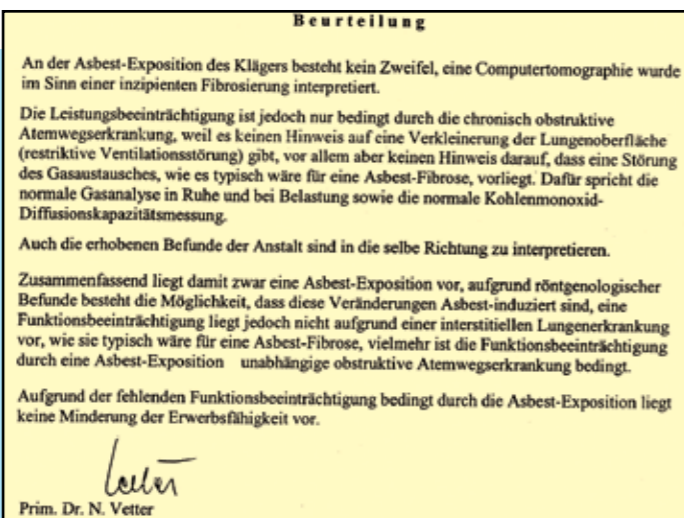 Beurteilung
An der Asbest-Exposition des Klägers besteht kein Zweifel, eine Computertomographie wurde
im Sinn einer inzipienten Fibrosierung interpretiert.
Die Leistungsbeeinträchtigung ist jedoch nur bedingt durch die chronisch obstruktive
Atemwegserkrankung, weil es keinen Hinweis auf eine Verkleinerung der Lungenoberfläche
(restriktive Ventilationsstörung) gibt, vor allem aber keinen Hinweis darauf, dass eine Störung
des Gasaustausches, wie es typisch wäre für eine Asbest-Fibrose, vorliegt. Dafür spricht die
normale Gasanalyse in Ruhe und bei Belastung sowie die normale Kohlenmonoxid-
Diffusionskapazitätsmessung.
Auch die erhobenen Befunde der Anstalt sind in die selbe Richtung zu interpretieren.
Zusammenfassend liegt damit zwar eine Asbest-Exposition vor, aufgrund röntgenologischer
Befunde besteht die Möglichkeit, dass diese Veränderungen Asbest-induziert sind, eine
Funktionsbeeinträchtigung liegt jedoch nicht aufgrund einer interstitiellen Lungenerkrankung
vor, wie sie typisch wäre für eine Asbest-Fibrose, vielmehr ist die Funktionsbeeinträchtigung
durch eine Asbest-Exposition unabhängige obstruktive Atemwegserkrankung bedingt.
Aufgrund der fehlenden Funktionsbeeinträchtigung bedingt durch die Asbest-Exposition liegt
keine Minderung der Erwerbsfähigkeit vor.
Prim. Dr. N. Vetter